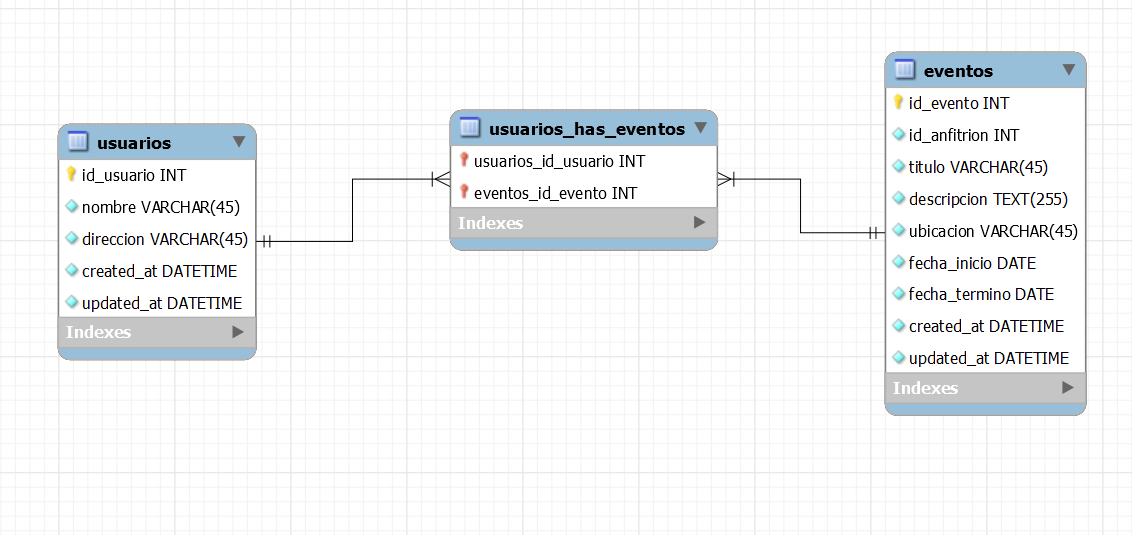 usuarios
id_usuario INT
nombre VARCHAR(45)
direccion VARCHAR(45)
created_at DATETIME
updated_at DATETIME
Indexes
usuarios_has_eventos
usuarios_id_usuario INT
eventos_id_evento INT
Indexes
eventos
id_evento INT
id_anfitrion INT
titulo VARCHAR(45)
descripcion TEXT(255)
ubicacion VARCHAR(45)
fecha_inicio DATE
fecha_termino DATE
created_at DATETIME
updated_at DATETIME
Indexes